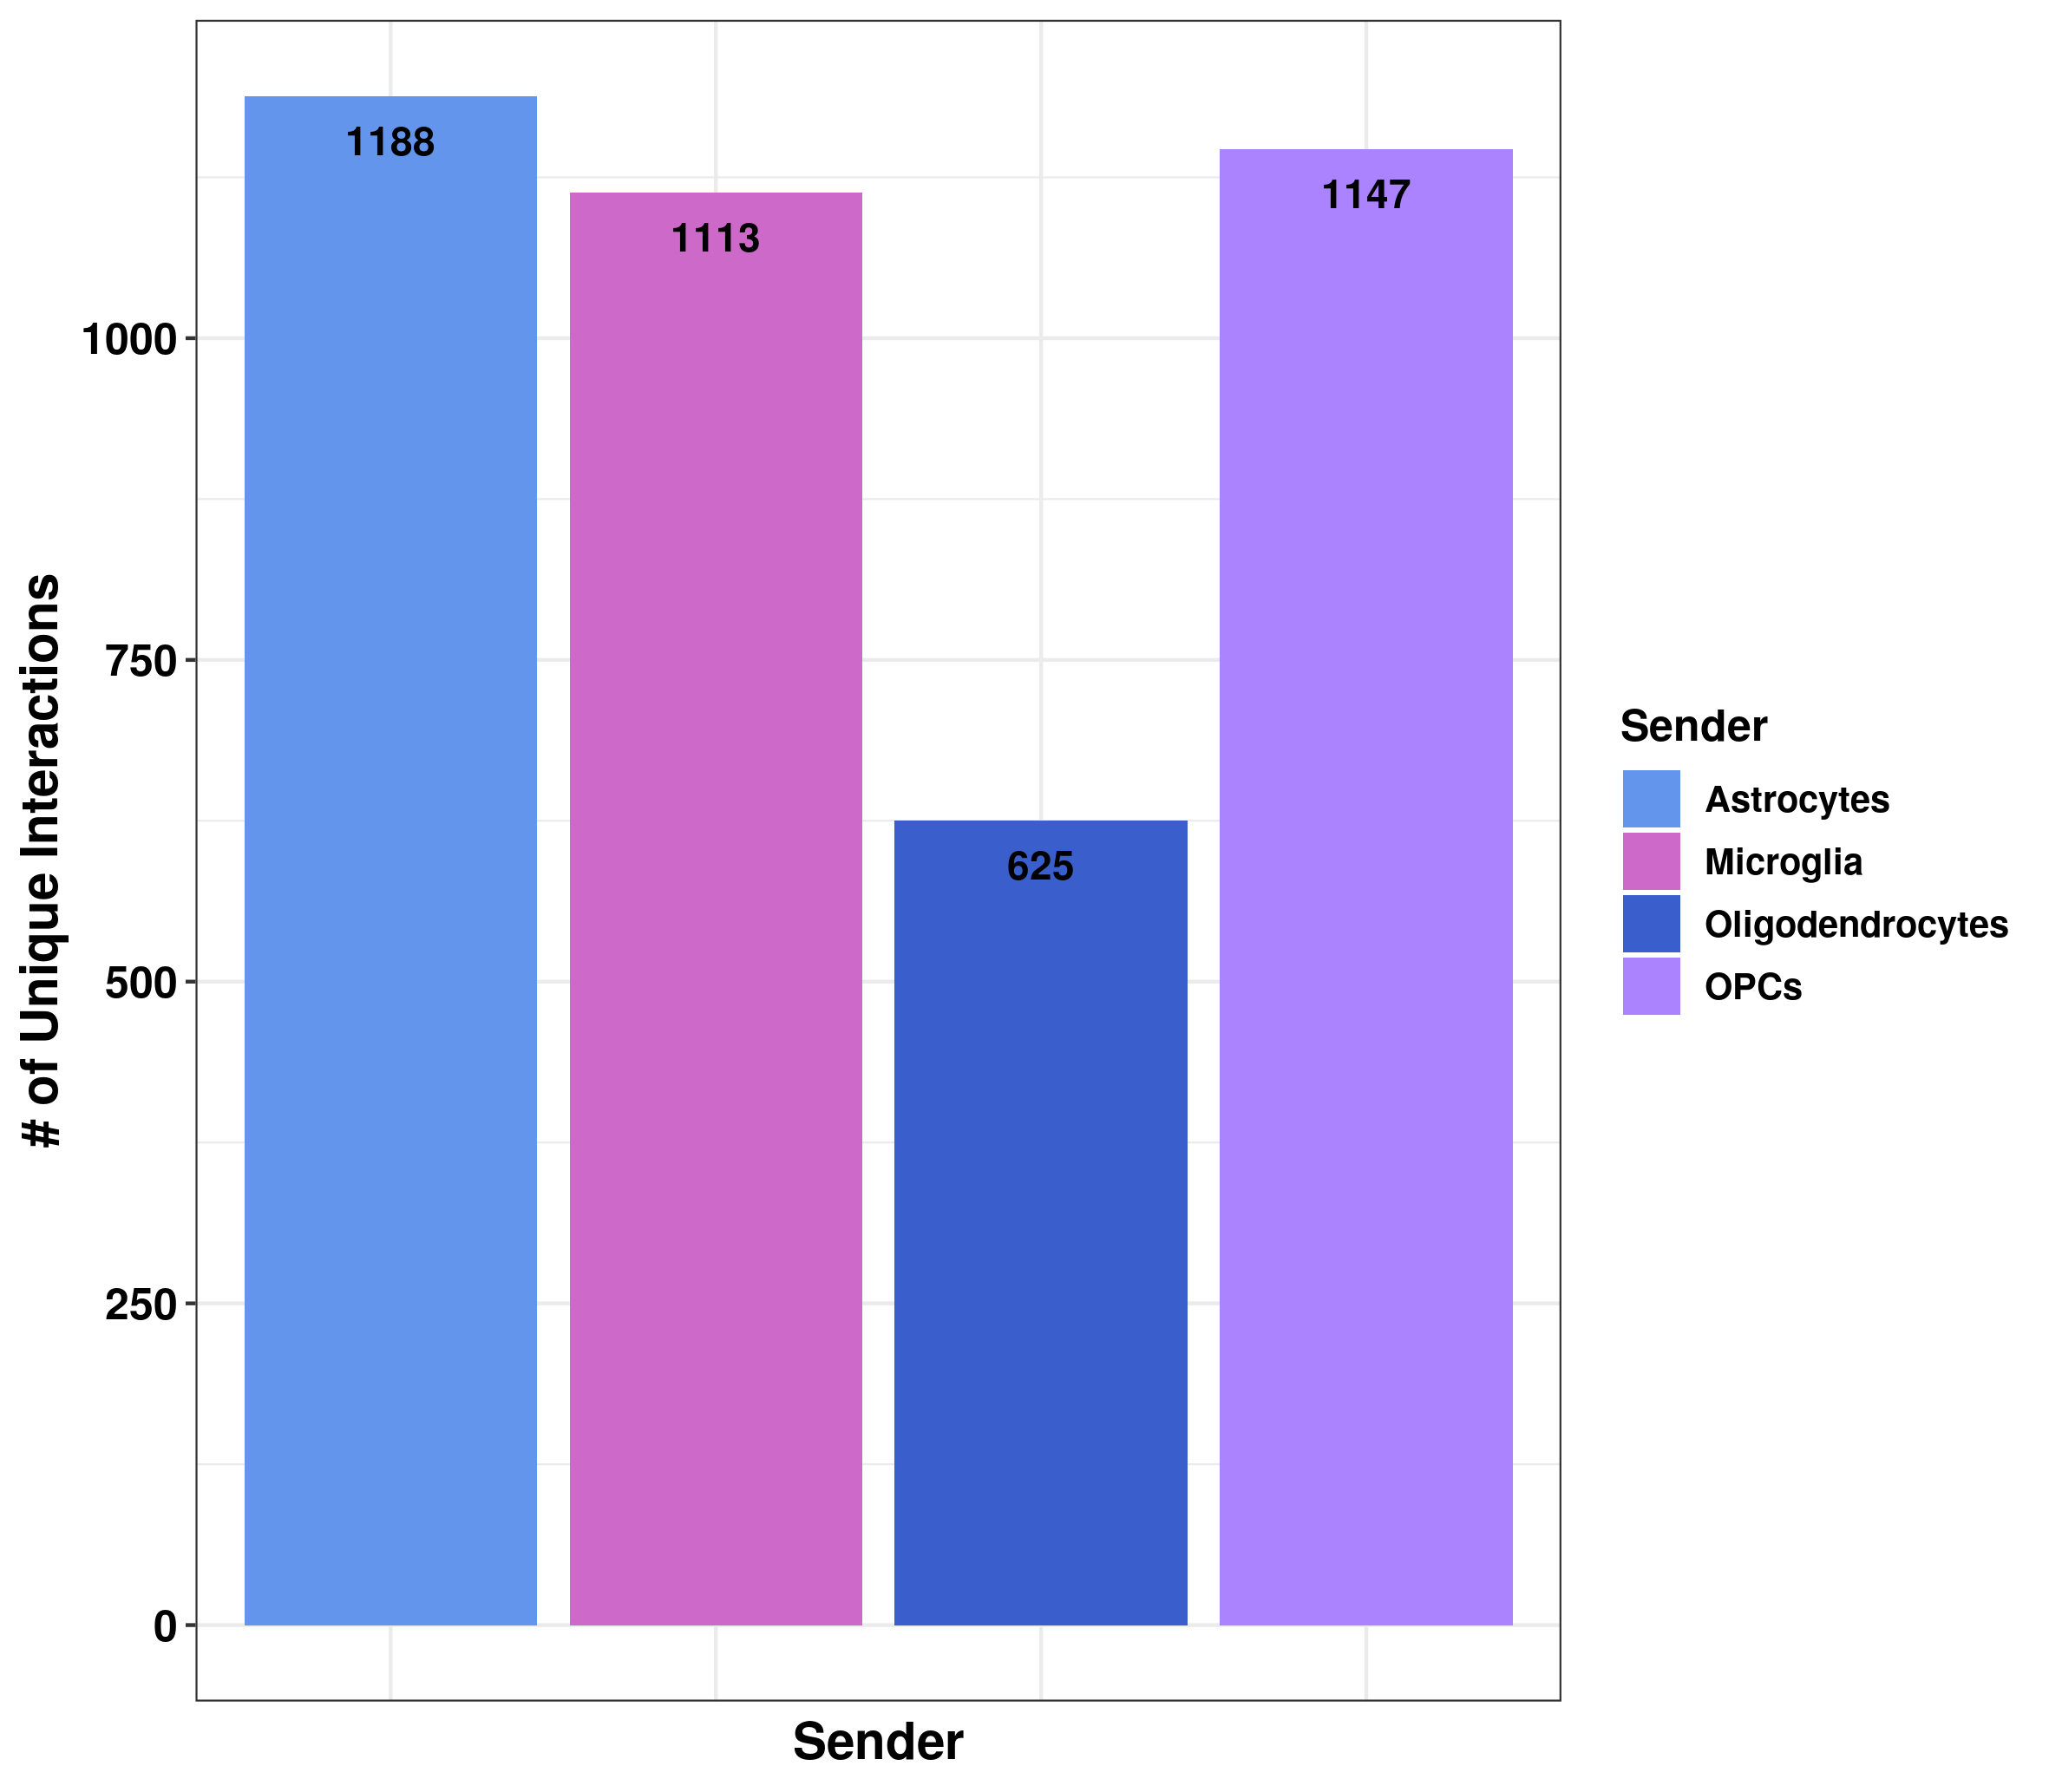 # of Unique Interactions
1000
750
500
250
0
1188
1113
625
1147
Sender
Sender
Astrocytes
Microglia
Oligodendrocytes
OPCs